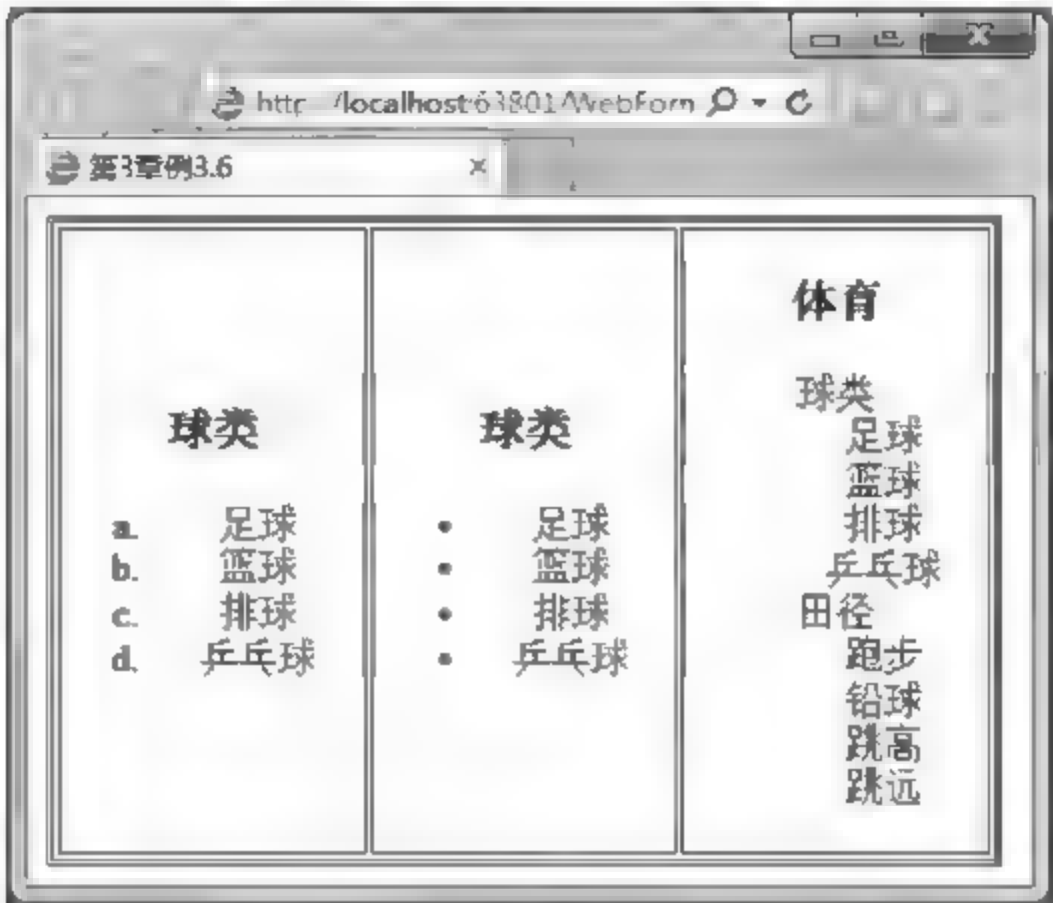 http://localhost:63801/WebForn
第3章例3.6
球类
a. 足球
b. 篮球
c. 排球
d. 乒乓球
球类
• 足球
• 篮球
• 排球
• 乒乓球
体育
球类
足球
篮球
排球
乒乓球
田径
跑步
铅球
跳高
跳远